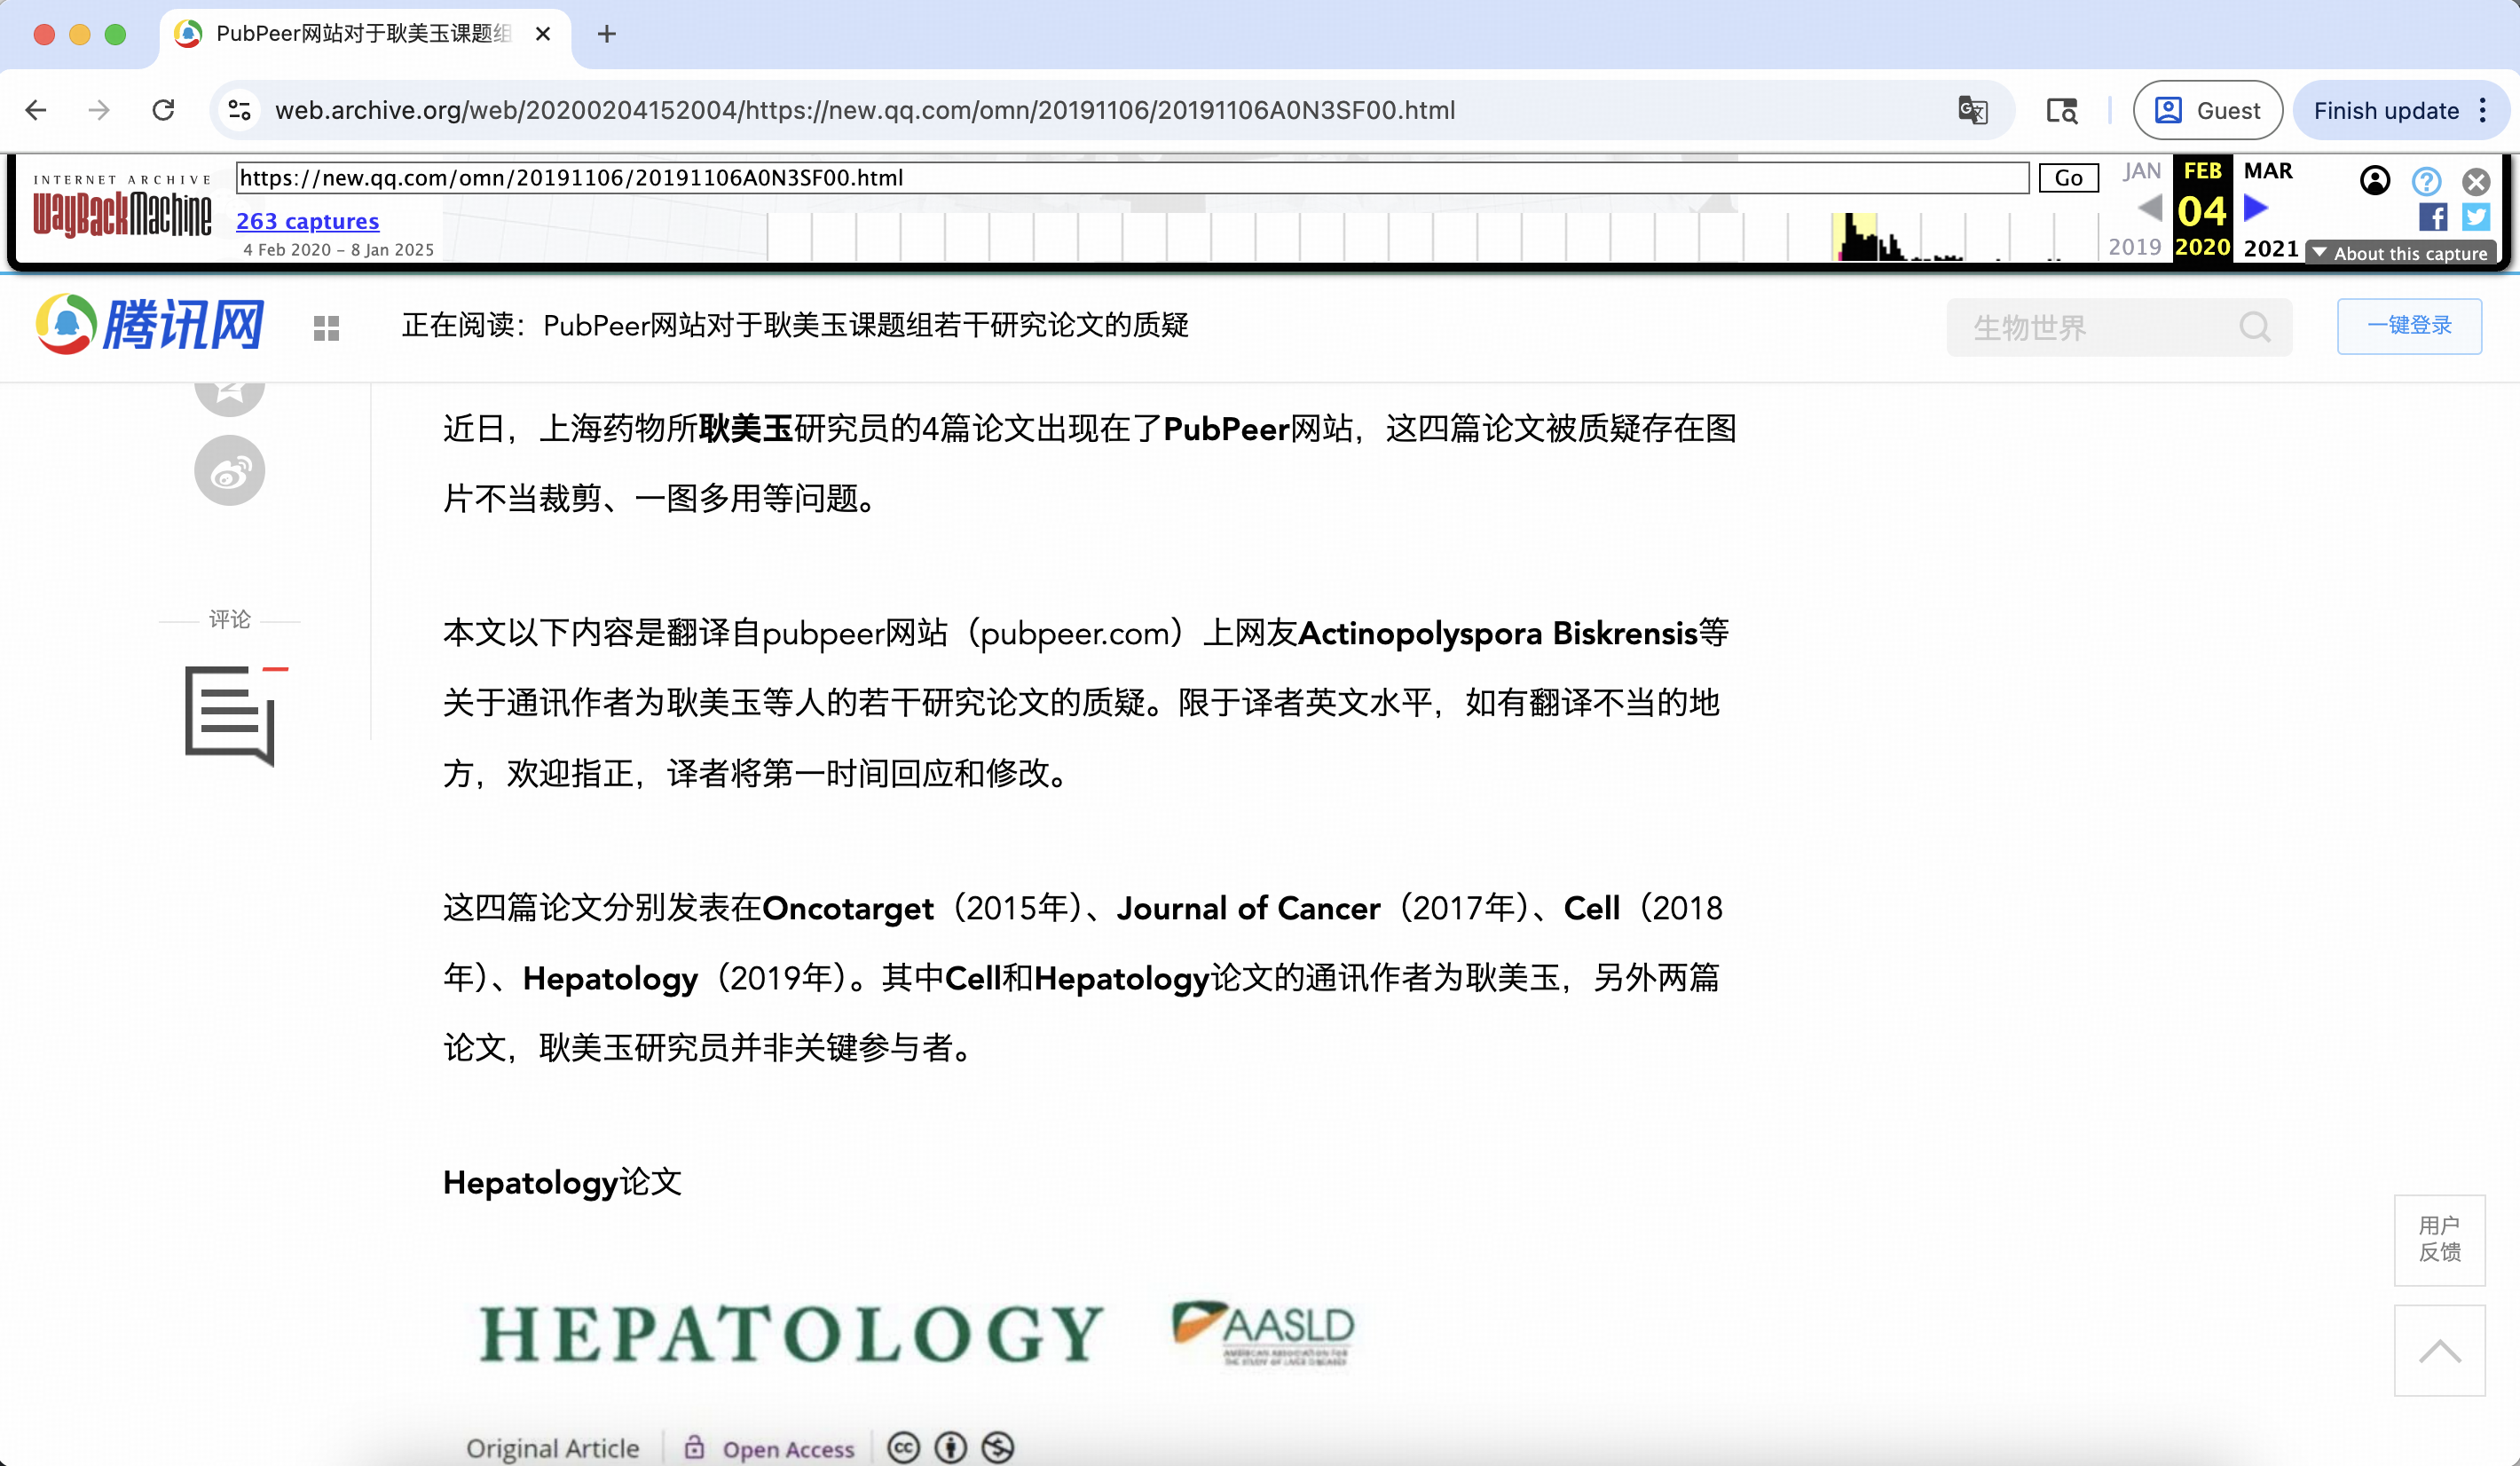 PubPeer网站对于耿美玉课题组
web.archive.org/web/20200204152004/https://new.qq.com/omn/20191106/20191106A0N3SF00.html
Guest
Finish update
INTERNET ARCHIVE
WayBackMachine
https://new.qq.com/omn/20191106/20191106A0N3SF00.html
Go
263 captures
4 Feb 2020 – 8 Jan 2025
JAN FEB MAR
04
2019 2020 2021
About this capture
腾讯网
正在阅读：PubPeer网站对于耿美玉课题组若干研究论文的质疑
生物世界
一键登录
近日，上海药物所耿美玉研究员的4篇论文出现在了PubPeer网站，这四篇论文被质疑存在图
片不当裁剪、一图多用等问题。
评论
本文以下内容是翻译自pubpeer网站（pubpeer.com）上网友Actinopolyspora Biskrensis等
关于通讯作者为耿美玉等人的若干研究论文的质疑。限于译者英文水平，如有翻译不当的地
方，欢迎指正，译者将第一时间回应和修改。
这四篇论文分别发表在Oncotarget（2015年）、Journal of Cancer（2017年）、Cell（2018
年）、Hepatology（2019年）。其中Cell和Hepatology论文的通讯作者为耿美玉，另外两篇
论文，耿美玉研究员并非关键参与者。
Hepatology论文
用户
反馈
HEPATOLOGY
AASLD
AMERICAN ASSOCIATION FOR
THE STUDY OF LIVER DISEASES
Original Article
Open Access
cc